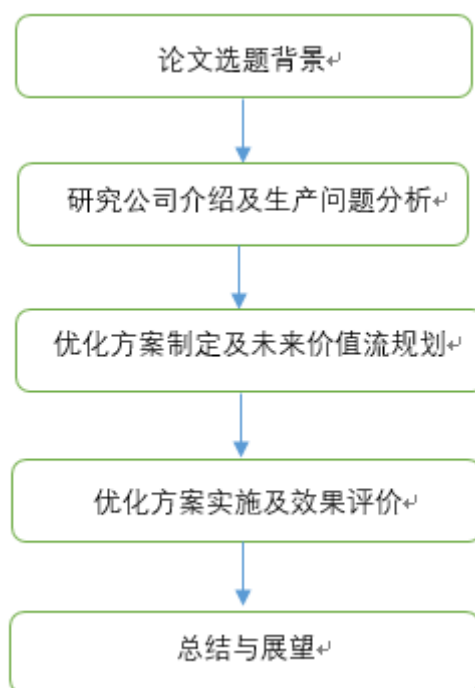 论文选题背景↵
研究公司介绍及生产问题分析↵
优化方案制定及未来价值流规划↵
优化方案实施及效果评价↵
总结与展望↵